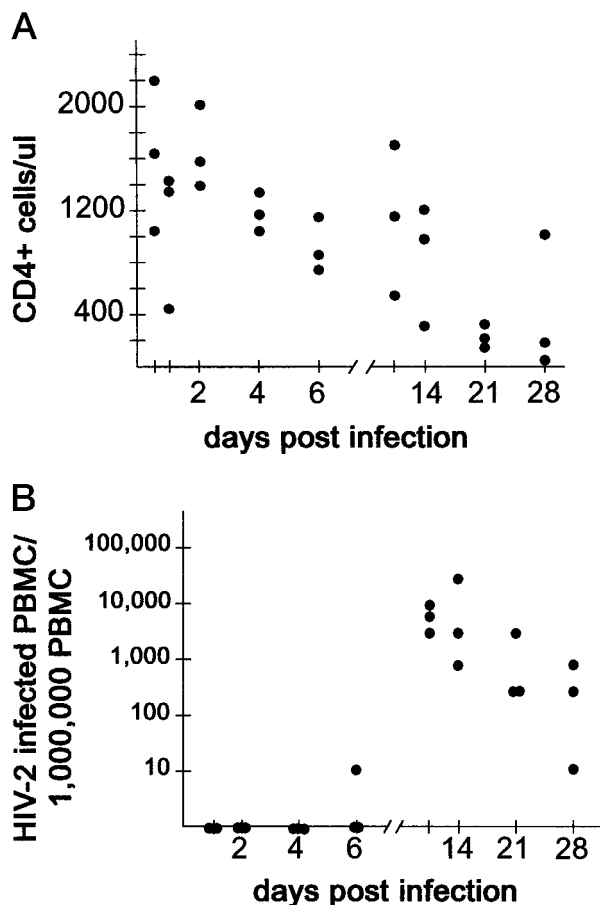 A
CD4+ cells/ul
2000
1200
400
2 4 6 14 21 28
days post infection
B
HIV-2 infected PBMC/
1,000,000 PBMC
100,000
10,000
1,000
100
10
2 4 6 14 21 28
days post infection